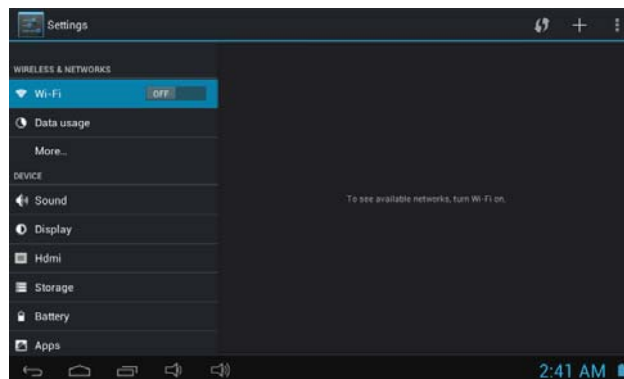 Settings
WIRELESS & NETWORKS
Wi-Fi OFF
Data usage
More...
DEVICE
Sound
To see available networks, turn Wi-Fi on.
Display
Hdmi
Storage
Battery
Apps
2:41 AM